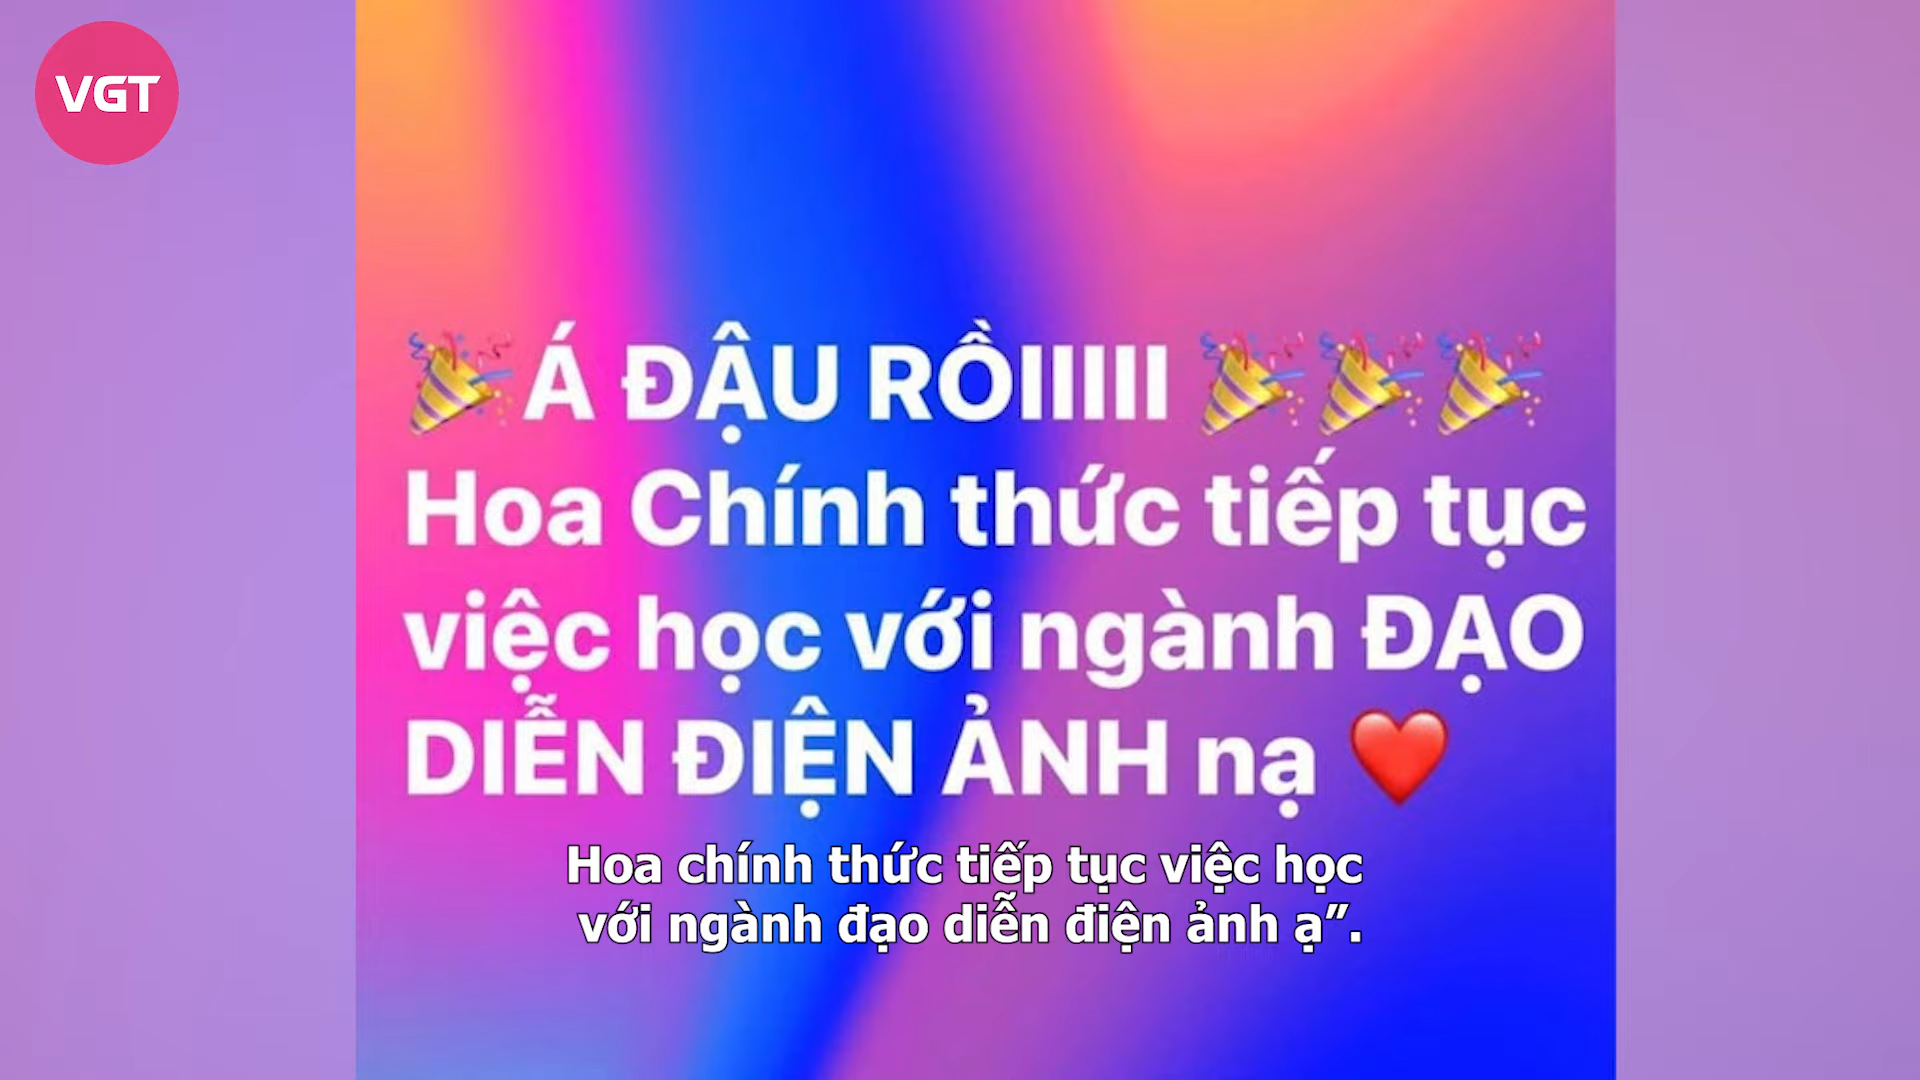 VGT
🎉Á ĐẬU RỒIIIII 🎉🎉🎉
Hoa Chính thức tiếp tục
việc học với ngành ĐẠO
DIỄN ĐIỆN ẢNH nạ ❤️
Hoa chính thức tiếp tục việc học
với ngành đạo diễn điện ảnh ạ”.